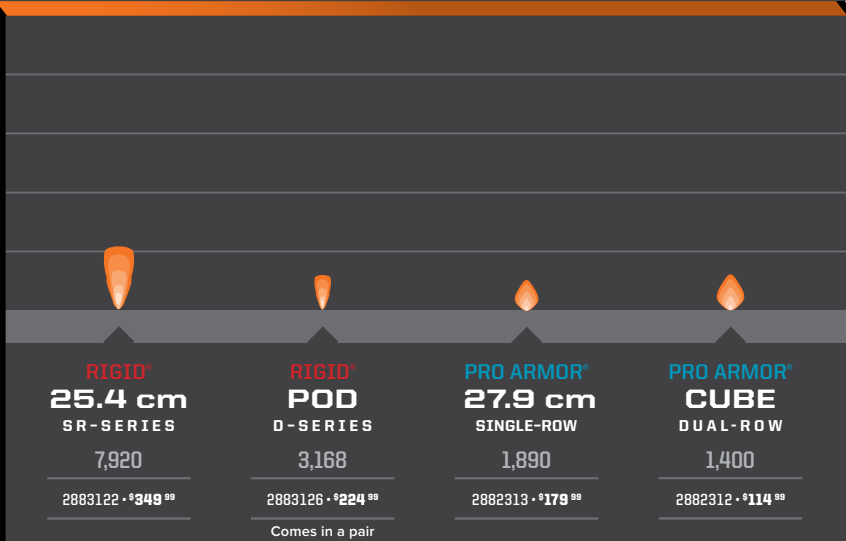 RIGID®
25.4 cm
SR-SERIES
7,920
2883122 • $349 99
RIGID®
POD
D-SERIES
3,168
2883126 • $224 99
Comes in a pair
PRO ARMOR®
27.9 cm
SINGLE-ROW
1,890
2882313 • $179 99
PRO ARMOR®
CUBE
DUAL-ROW
1,400
2882312 • $114 99